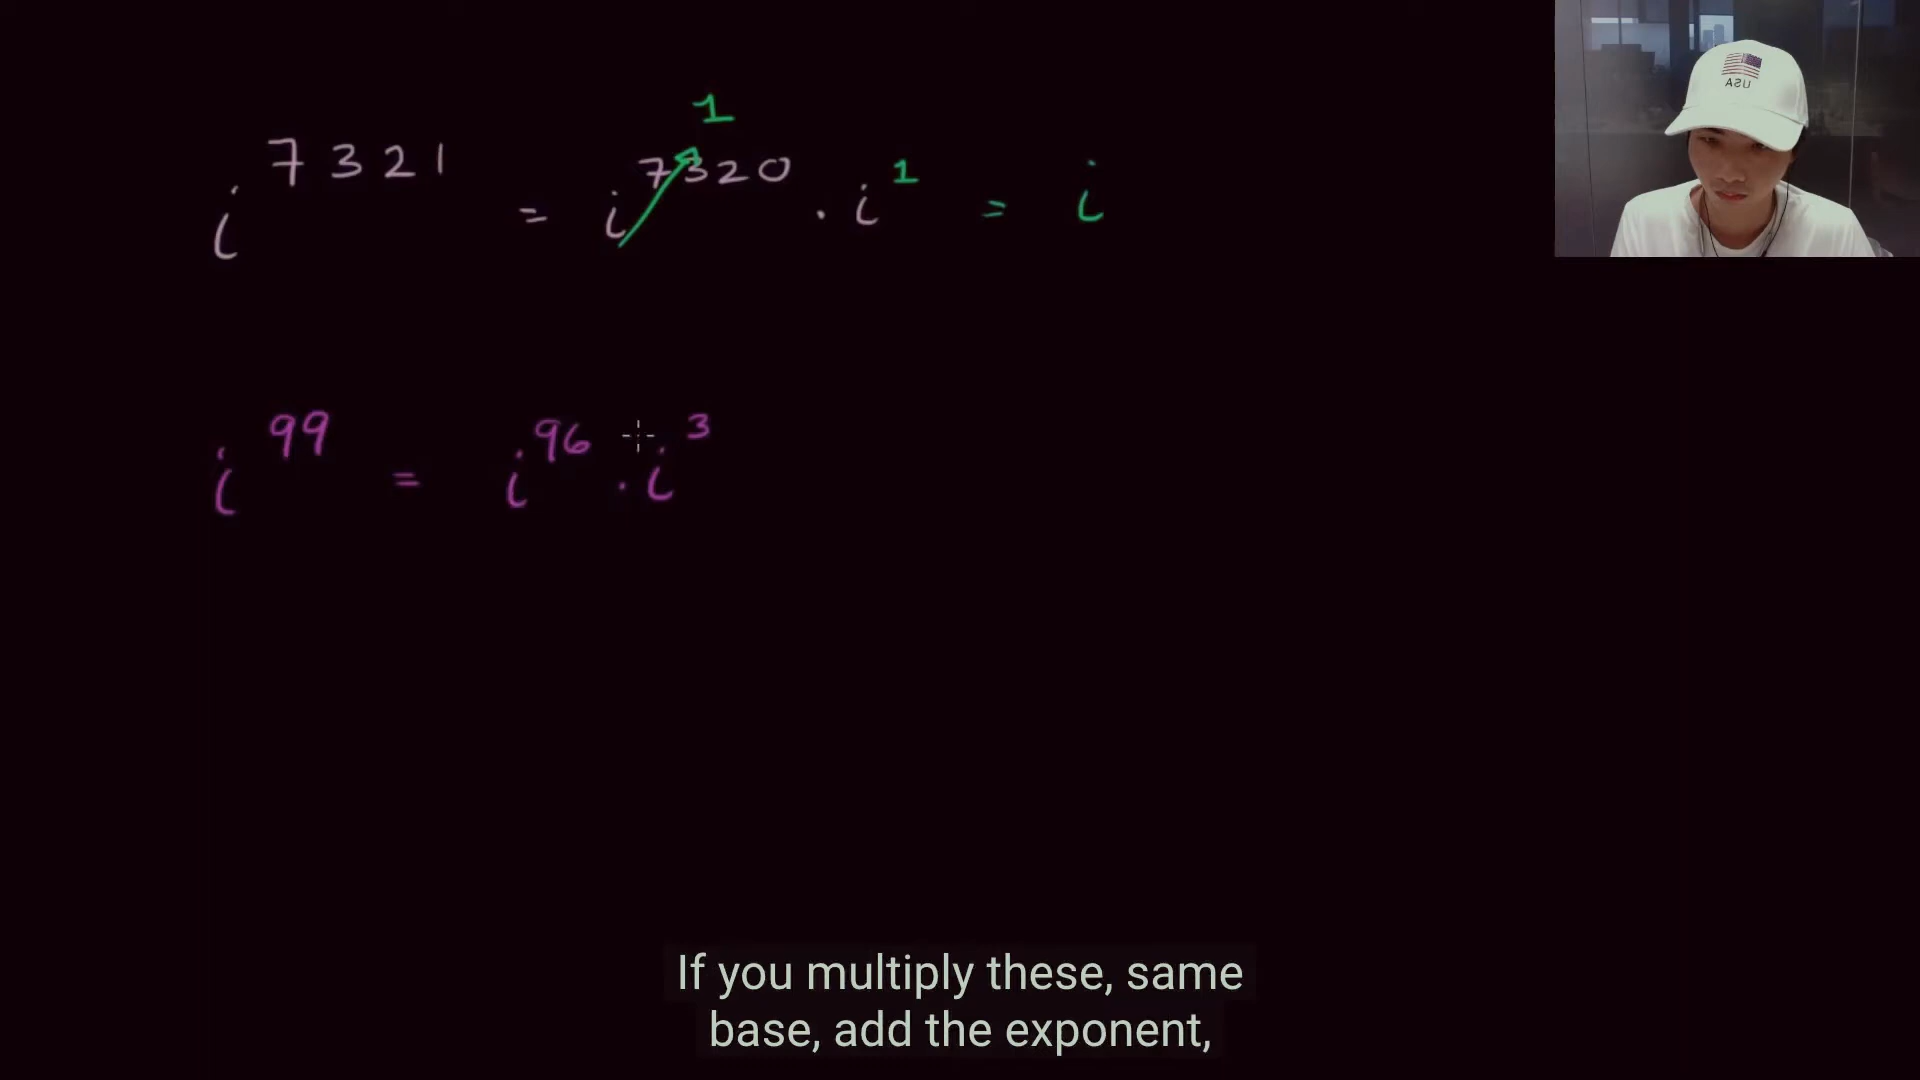 i^7321 = i^7320 · i^1 = i
1
i^99 = i^96 · i^3
USA
If you multiply these, same
base, add the exponent,